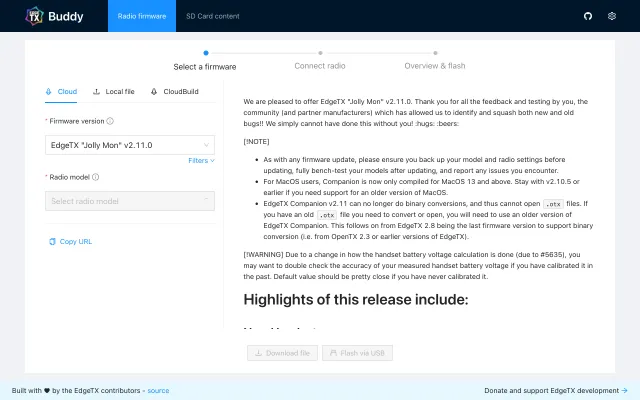 EDGE TX Buddy Radio firmware SD Card content
Select a firmware Connect radio Overview & flash
Cloud Local file CloudBuild
* Firmware version
EdgeTX "Jolly Mon" v2.11.0
Filters
* Radio model
Select radio model
Copy URL
We are pleased to offer EdgeTX "Jolly Mon" v2.11.0. Thank you for all the feedback and testing by you, the
community (and partner manufacturers) which has allowed us to identify and squash both new and old
bugs!! We simply cannot have done this without you! :hugs: :beers:
[!NOTE]
• As with any firmware update, please ensure you back up your model and radio settings before
updating, fully bench-test your models after updating, and report any issues you encounter.
• For MacOS users, Companion is now only compiled for MacOS 13 and above. Stay with v2.10.5 or
earlier if you need support for an older version of MacOS.
• EdgeTX Companion v2.11 can no longer do binary conversions, and thus cannot open .otx files. If
you have an old .otx file you need to convert or open, you will need to use an older version of
EdgeTX Companion. This follows on from EdgeTX 2.8 being the last firmware version to support binary
conversion (i.e. from OpenTX 2.3 or earlier versions of EdgeTX).
[!WARNING] Due to a change in how the handset battery voltage calculation is done (due to #5635), you
may want to double check the accuracy of your measured handset battery voltage if you have calibrated it in
the past. Default value should be pretty close if you have never calibrated it.
Highlights of this release include:
Download file Flash via USB
Built with ♥ by the EdgeTX contributors • source Donate and support EdgeTX development →